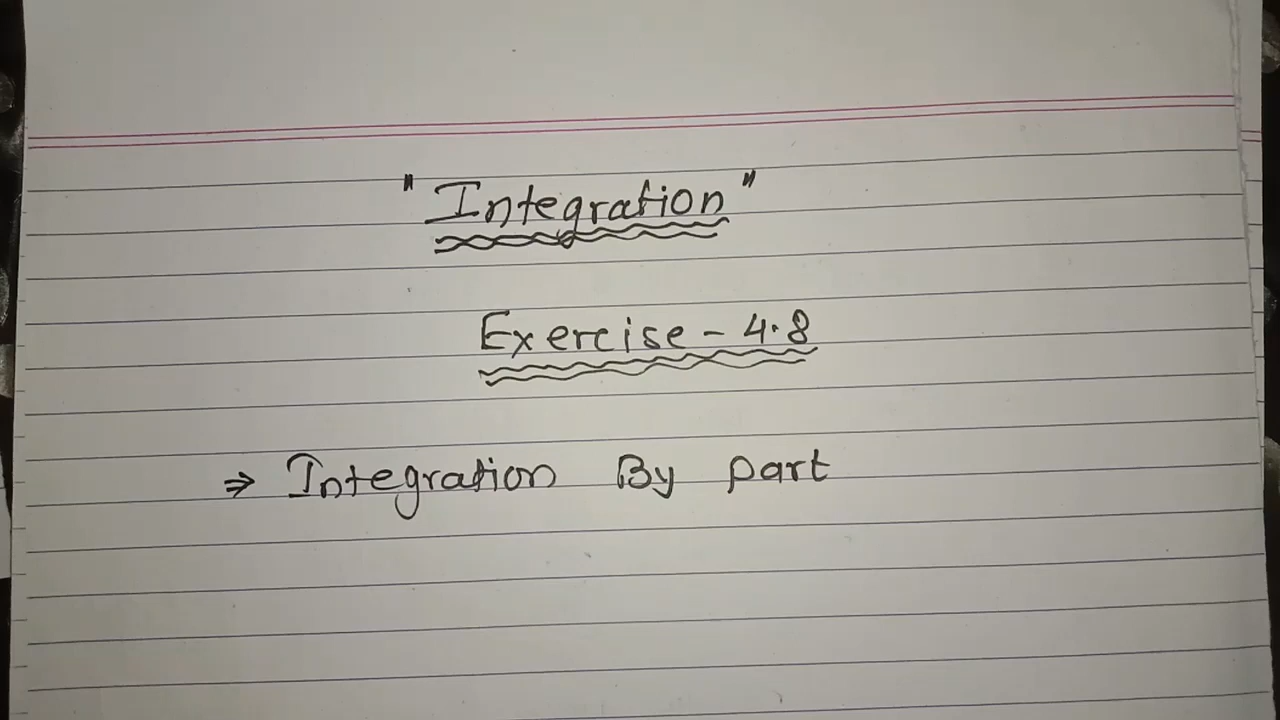 "Integration"
Exercise - 4.8
⇒ Integration By part